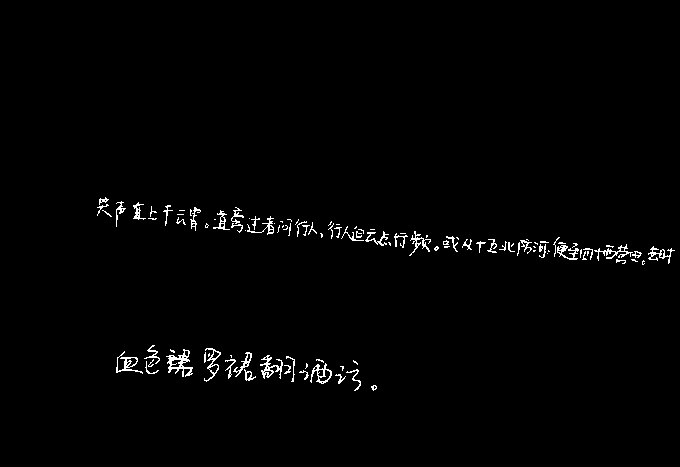 哭声直上干云霄。道旁过者问行人，行人但云点行频。或从十五北防河，便至四十西营田。去时
血色罗裙翻酒污。